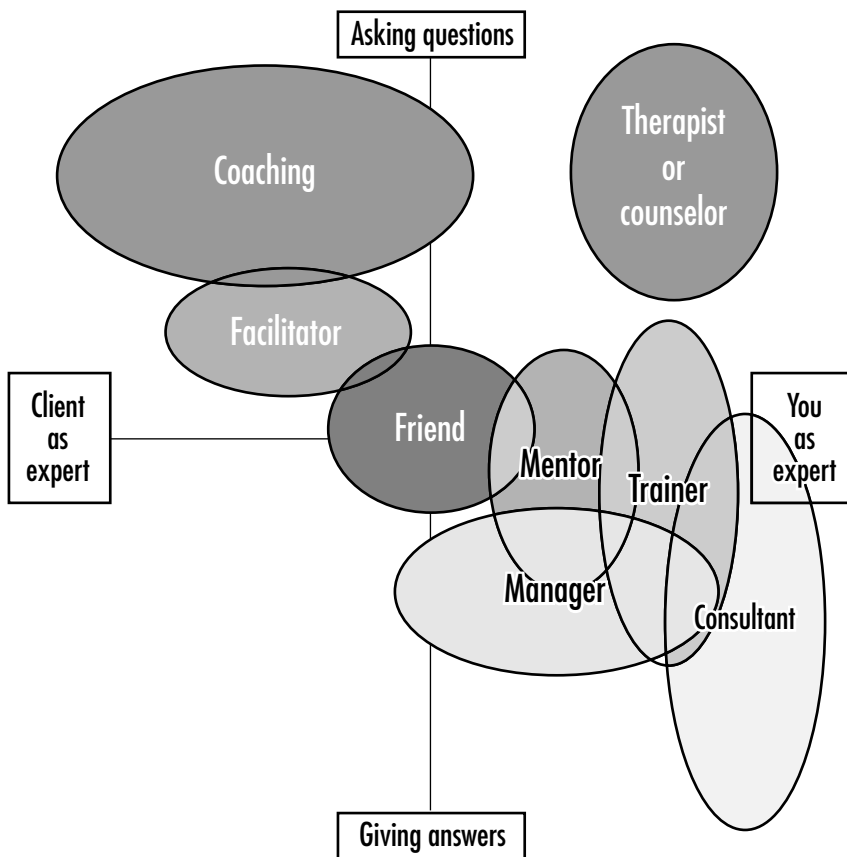 Asking questions
Coaching
Therapist
or
counselor
Facilitator
Client
as
expert
Friend
Mentor
Trainer
You
as
expert
Manager
Consultant
Giving answers